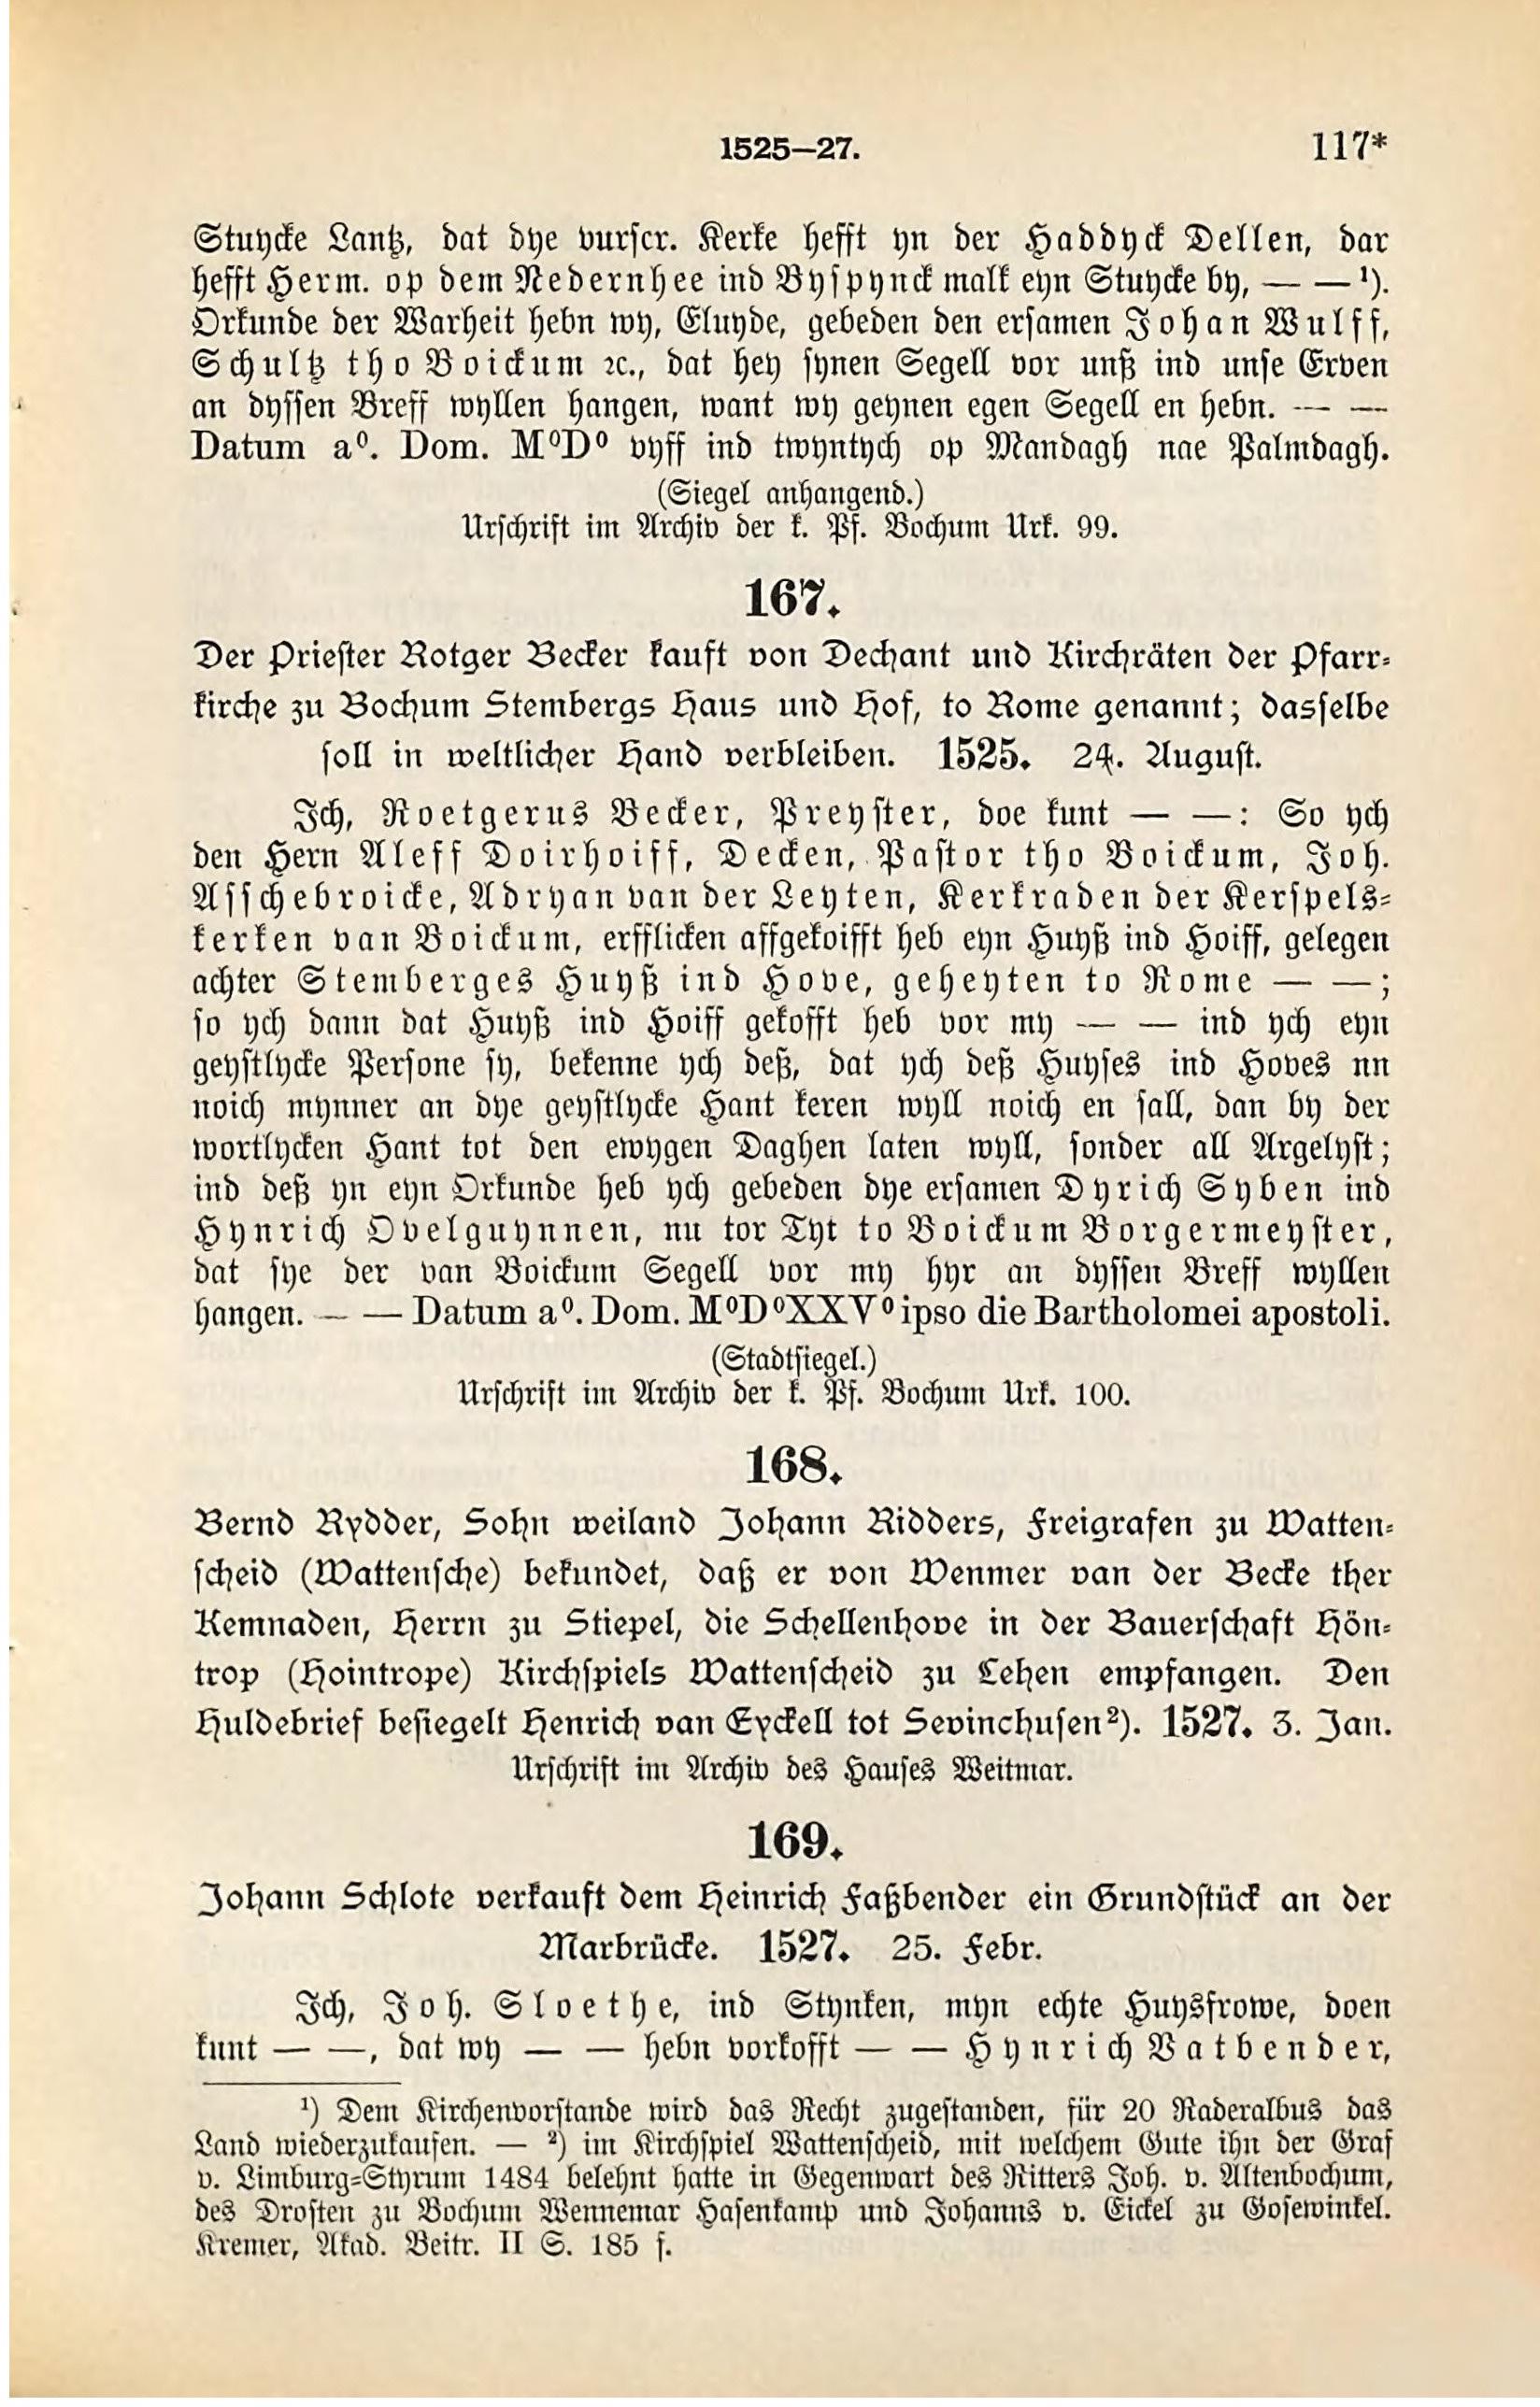 1525—27.
117*
Stuycke Lantz, dat dye vurscr. Kerke hefft yn der Haddyck Dellen, dar
hefft Herm. op dem Nedernhee ind Byspynck malk eyn Stuycke by, — — ¹).
Orkunde der Warheit hebn wy, Eluyde, gebeden den ersamen Johan Wulff,
Schultz tho Boickum ꝛc., dat hey synen Segell vor unß ind unse Erven
an dyssen Breff wyllen hangen, want wy geynen egen Segell en hebn. — —
Datum a⁰. Dom. M⁰D⁰ vyff ind twyntych op Mandagh nae Palmdagh.
(Siegel anhangend.)
Urschrift im Archiv der k. Pf. Bochum Urk. 99.
167.
Der Priester Rotger Becker kauft von Dechant und Kirchräten der Pfarr-
kirche zu Bochum Stembergs Haus und Hof, to Rome genannt; dasselbe
soll in weltlicher Hand verbleiben. 1525. 24. August.
Ich, Roetgerus Becker, Preyster, doe kunt — —: So ych
den Hern Aleff Doirhoiff, Decken, Pastor tho Boickum, Joh.
Asschebroicke, Adryan van der Leyten, Kerkraden der Kerspels-
kerken van Boickum, erfflicken affgekoifft heb eyn Huyß ind Hoiff, gelegen
achter Stemberges Huyß ind Hove, geheyten to Rome — —;
so ych dann dat Huyß ind Hoiff gekofft heb vor my — — ind ych eyn
geystlycke Persone sy, bekenne ych deß, dat ych deß Huyses ind Hoves nn
noich mynner an dye geystlycke Hant keren wyll noich en sall, dan by der
wortlycken Hant tot den ewygen Daghen laten wyll, sonder all Argelyst;
ind deß yn eyn Orkunde heb ych gebeden dye ersamen Dyrich Syben ind
Hynrich Ovelguynnen, nu tor Tyt to Boickum Borgermeyster,
dat sye der van Boickum Segell vor my hyr an dyssen Breff wyllen
hangen. — — Datum a⁰. Dom. M⁰D⁰XXV⁰ ipso die Bartholomei apostoli.
(Stadtsiegel.)
Urschrift im Archiv der k. Pf. Bochum Urk. 100.
168.
Bernd Rydder, Sohn weiland Johann Ridders, Freigrafen zu Watten-
scheid (Wattensche) bekundet, daß er von Wenmer van der Becke ther
Kemnaden, Herrn zu Stiepel, die Schellenhove in der Bauerschaft Hön-
trop (Hointrope) Kirchspiels Wattenscheid zu Lehen empfangen. Den
Huldebrief besiegelt Henrich van Eyckell tot Sevinchusen²). 1527. 3. Jan.
Urschrift im Archiv des Hauses Weitmar.
169.
Johann Schlote verkauft dem Heinrich Faßbender ein Grundstück an der
Marbrücke. 1527. 25. Febr.
Ich, Joh. Sloethe, ind Stynken, myn echte Huysfrowe, doen
kunt — —, dat wy — — hebn vorkofft — — Hynrich Vatbender,
¹) Dem Kirchenvorstande wird das Recht zugestanden, für 20 Raderalbus das
Land wiederzukaufen. — ²) im Kirchspiel Wattenscheid, mit welchem Gute ihn der Graf
v. Limburg-Styrum 1484 belehnt hatte in Gegenwart des Ritters Joh. v. Altenbochum,
des Drosten zu Bochum Wennemar Hasenkamp und Johanns v. Eickel zu Gosewinkel.
Kremer, Akad. Beitr. II S. 185 f.